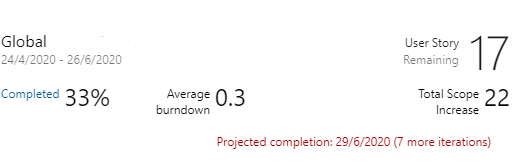 Global
24/4/2020 - 26/6/2020
User Story
Remaining
17
Completed 33%
Average
burndown
0.3
Total Scope
Increase
22
Projected completion: 29/6/2020 (7 more iterations)